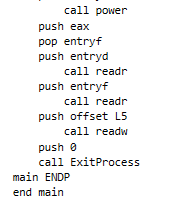 call power
push eax
pop entryf
push entryd
call readr
push entryf
call readr
push offset L5
call readw
push 0
call ExitProcess
main ENDP
end main